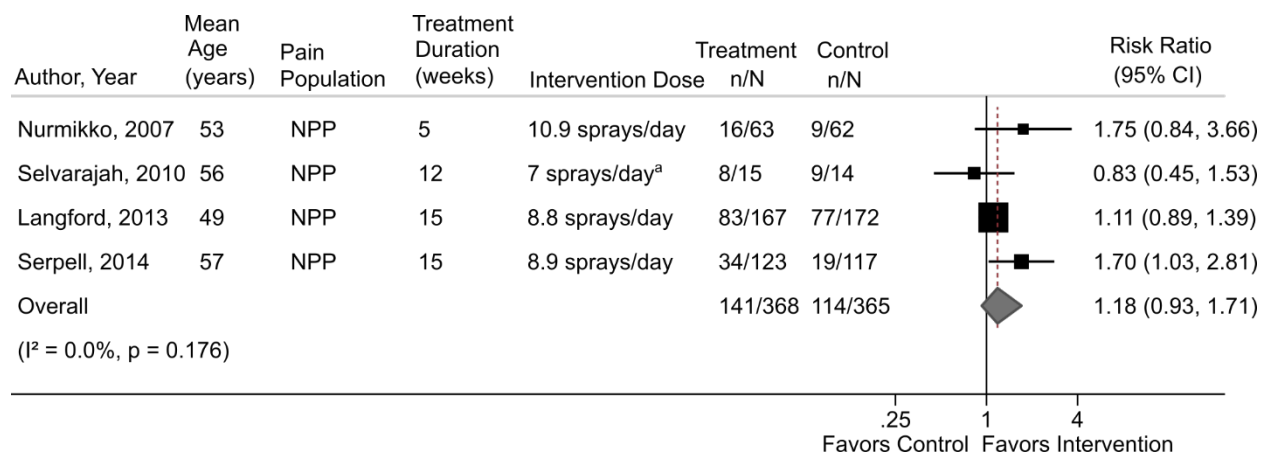 Author, Year Mean Age (years) Pain Population Treatment Duration (weeks) Intervention Dose Treatment n/N Control n/N Risk Ratio (95% CI)
Nurmikko, 2007 53 NPP 5 10.9 sprays/day 16/63 9/62 1.75 (0.84, 3.66)
Selvarajah, 2010 56 NPP 12 7 sprays/dayᵃ 8/15 9/14 0.83 (0.45, 1.53)
Langford, 2013 49 NPP 15 8.8 sprays/day 83/167 77/172 1.11 (0.89, 1.39)
Serpell, 2014 57 NPP 15 8.9 sprays/day 34/123 19/117 1.70 (1.03, 2.81)
Overall 141/368 114/365 1.18 (0.93, 1.71)
(I² = 0.0%, p = 0.176)
.25 1 4
Favors Control Favors Intervention